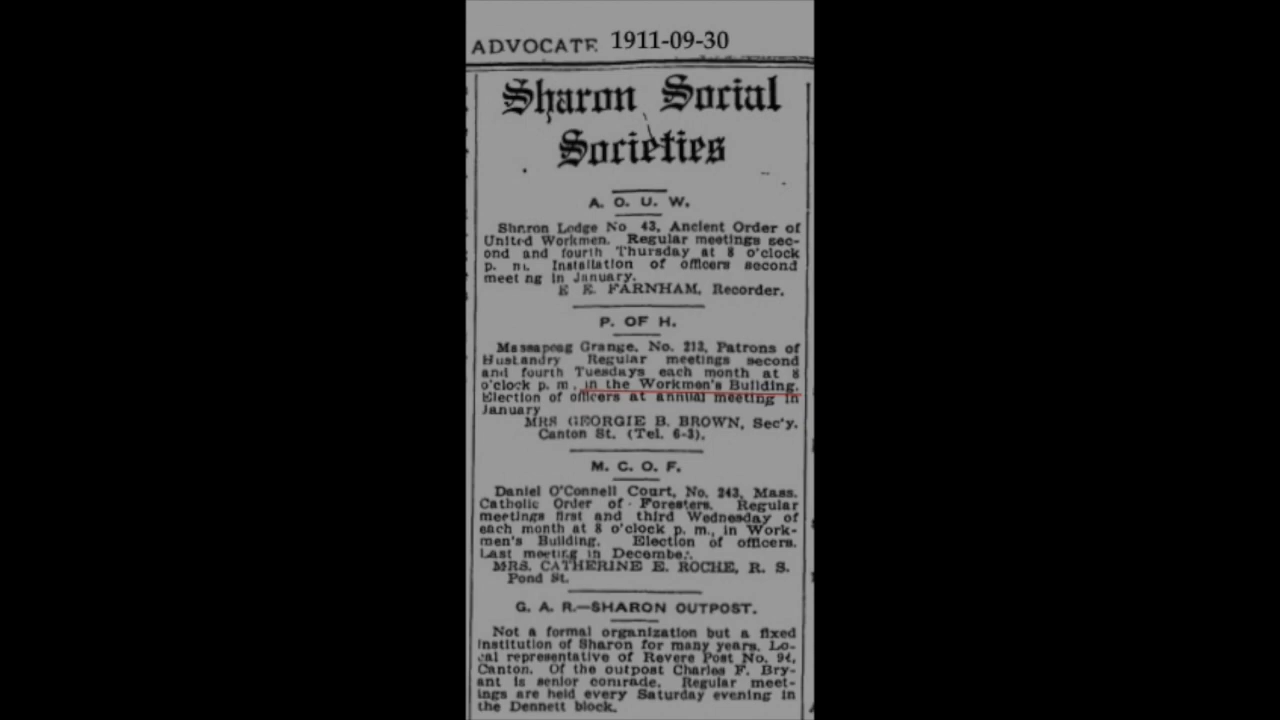 ADVOCATE 1911-09-30
Sharon Social
Societies
A. O. U. W.
Sharon Lodge No 43, Ancient Order of
United Workmen. Regular meetings sec-
ond and fourth Thursday at 8 o'clock
p. m. Installation of officers second
meet ng in January.
E E. FARNHAM, Recorder.
P. OF H.
Massapoag Grange, No. 213, Patrons of
Husbandry Regular meetings second
and fourth Tuesdays each month at 8
o'clock p. m., in the Workmen's Building.
Election of officers at annual meeting in
January
MRS GEORGIE B. BROWN, Sec'y.
Canton St. (Tel. 6-3).
M. C. O. F.
Daniel O'Connell Court, No. 243, Mass.
Catholic Order of Foresters. Regular
meetings first and third Wednesday of
each month at 8 o'clock p. m., in Work-
men's Building. Election of officers.
Last meeting in December.
MRS. CATHERINE E. ROCHE, R. S.
Pond St.
G. A. R.—SHARON OUTPOST.
Not a formal organization but a fixed
institution of Sharon for many years. Lo-
cal representative of Revere Post No. 94,
Canton. Of the outpost Charles F. Bry-
ant is senior comrade. Regular meet-
ings are held every Saturday evening in
the Dennett block.